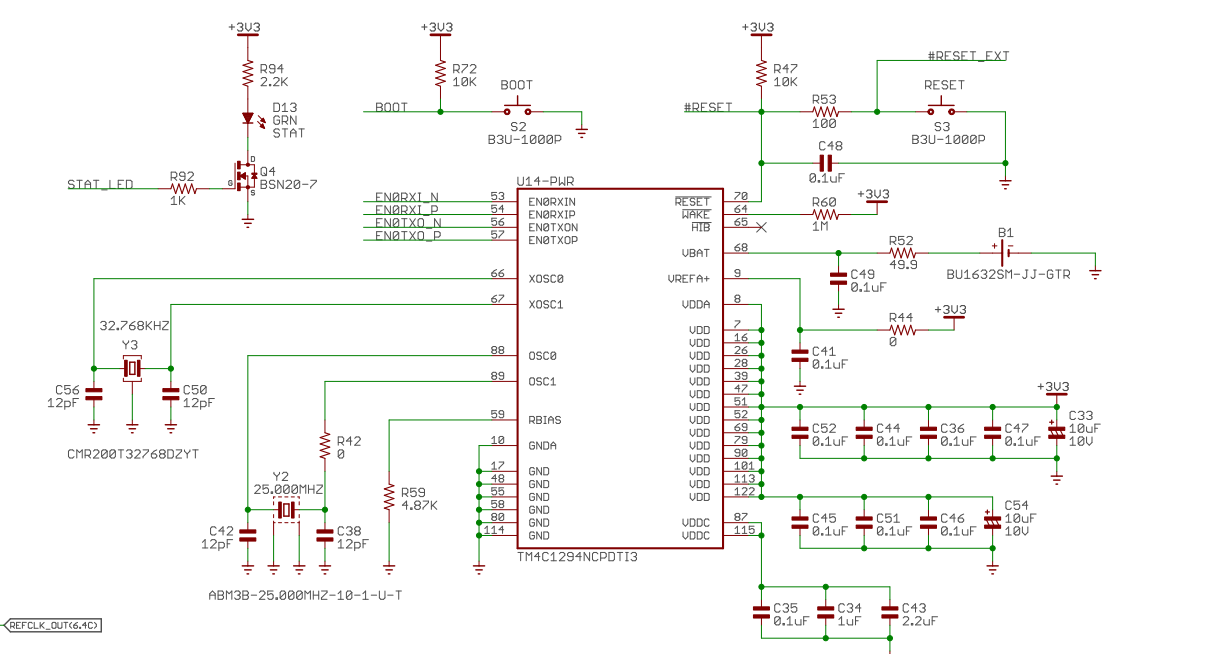 +3V3
+3V3
+3V3
R94
2.2K
R72
10K
R47
10K
#RESET_EXT
D13
GRN
STAT
BOOT
BOOT
S2
B3U-1000P
#RESET
R53
100
RESET
S3
B3U-1000P
C48
0.1uF
STAT_LED
R92
1K
D
G
S
Q4
BSN20-7
U14-PWR
EN0RXI_N
EN0RXI_P
EN0TXO_N
EN0TXO_P
53
54
56
57
EN0RXIN
EN0RXIP
EN0TXON
EN0TXOP
66 XOSC0
67 XOSC1
88 OSC0
89 OSC1
59 RBIAS
10 GNDA
17 GND
48 GND
55 GND
58 GND
80 GND
114 GND
RESET 70
WAKE 64
HIB 65
VBAT 68
VREFA+ 9
VDDA 8
VDD 7
VDD 16
VDD 26
VDD 28
VDD 39
VDD 47
VDD 51
VDD 52
VDD 69
VDD 79
VDD 90
VDD 101
VDD 113
VDD 122
VDDC 87
VDDC 115
TM4C1294NCPDTI3
+3V3
R60
1M
R52
49.9
B1
+ -
BU1632SM-JJ-GTR
C49
0.1uF
R44
0
+3V3
C41
0.1uF
+3V3
C52
0.1uF
C44
0.1uF
C36
0.1uF
C47
0.1uF
+
C33
10uF
10V
C45
0.1uF
C51
0.1uF
C46
0.1uF
+
C54
10uF
10V
C35
0.1uF
C34
1uF
C43
2.2uF
32.768KHZ
Y3
C56
12pF
C50
12pF
CMR200T32768DZYT
R42
0
Y2
25.000MHZ
R59
4.87K
C42
12pF
C38
12pF
ABM3B-25.000MHZ-10-1-U-T
REFCLK_OUT(6.4C)